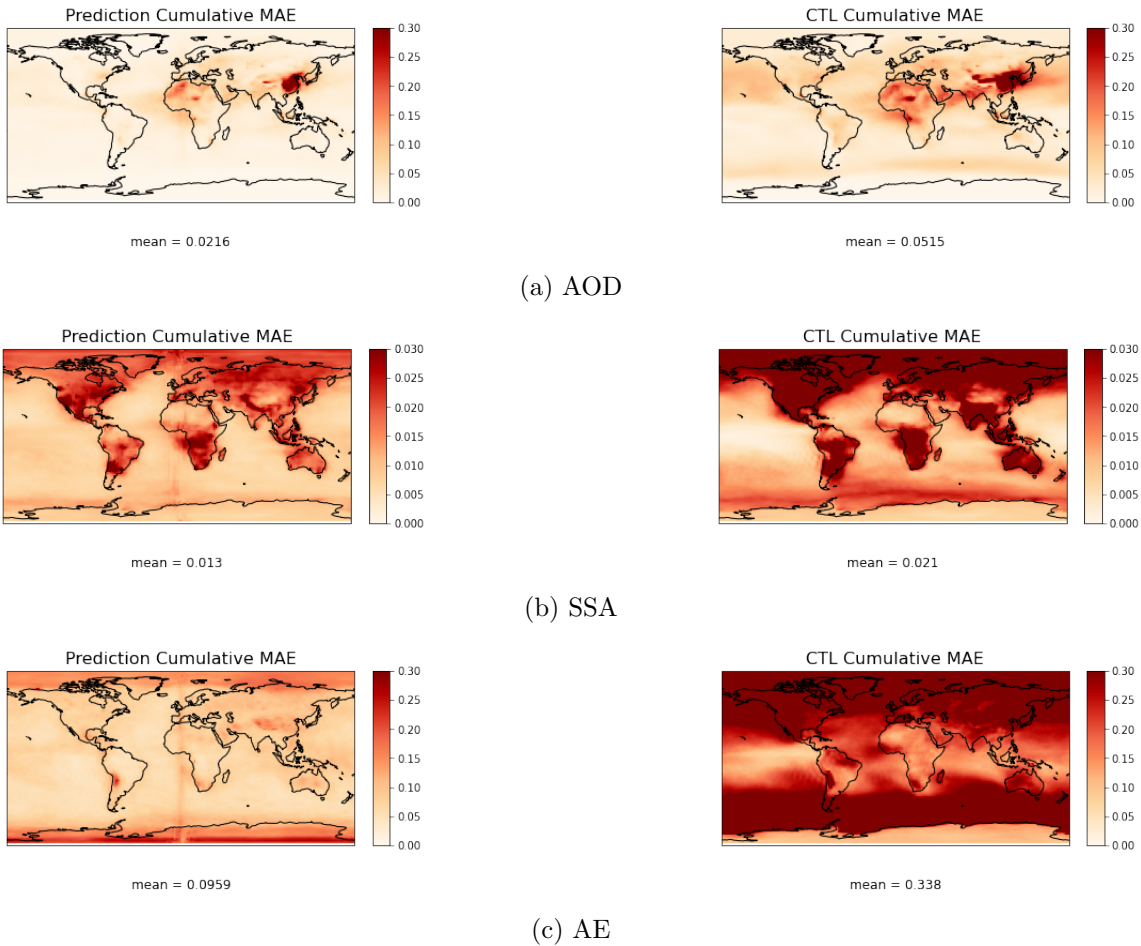 Prediction Cumulative MAE
0.30
0.25
0.20
0.15
0.10
0.05
0.00
mean = 0.0216
CTL Cumulative MAE
0.30
0.25
0.20
0.15
0.10
0.05
0.00
mean = 0.0515
(a) AOD
Prediction Cumulative MAE
0.030
0.025
0.020
0.015
0.010
0.005
0.000
mean = 0.013
CTL Cumulative MAE
0.030
0.025
0.020
0.015
0.010
0.005
0.000
mean = 0.021
(b) SSA
Prediction Cumulative MAE
0.30
0.25
0.20
0.15
0.10
0.05
0.00
mean = 0.0959
CTL Cumulative MAE
0.30
0.25
0.20
0.15
0.10
0.05
0.00
mean = 0.338
(c) AE